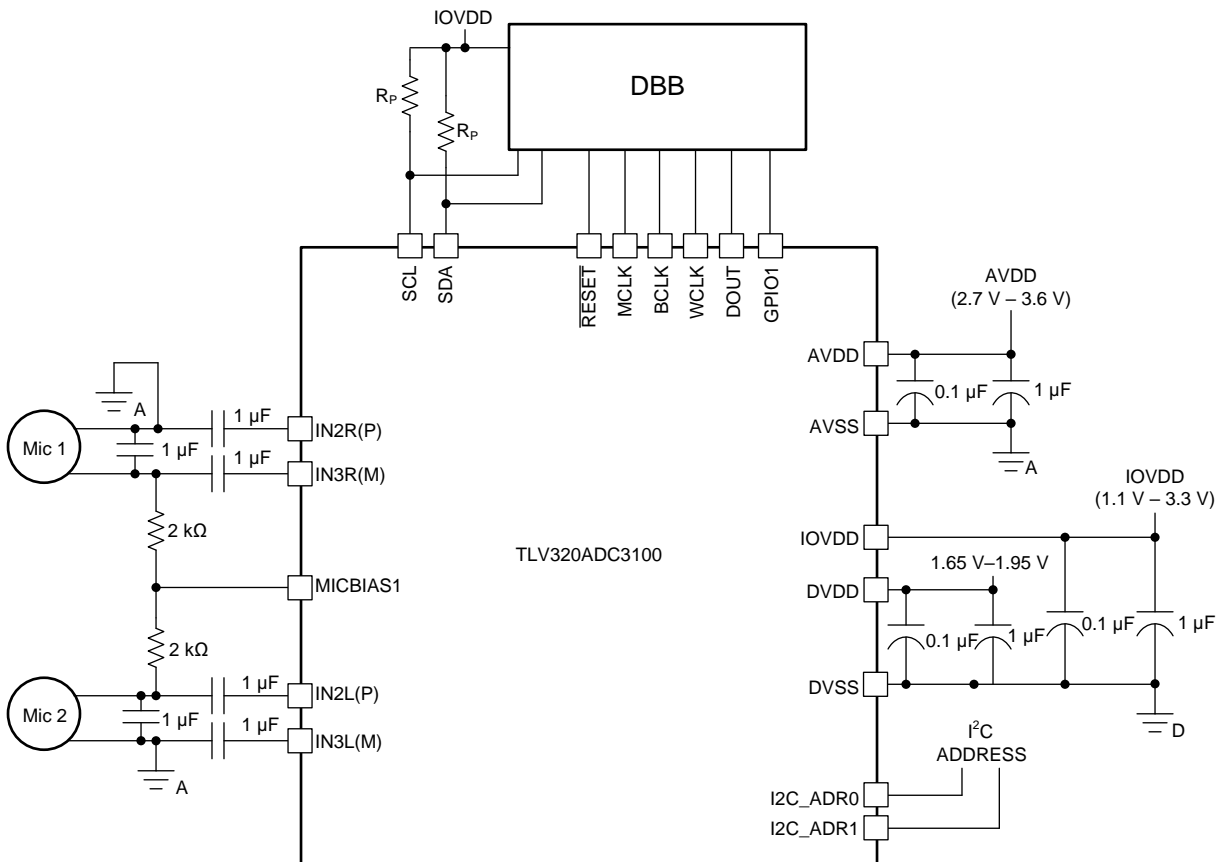 IOVDD
DBB
RP
RP
SCL
SDA
RESET
MCLK
BCLK
WCLK
DOUT
GPIO1
AVDD
(2.7 V – 3.6 V)
AVDD
0.1 µF
1 µF
AVSS
A
A
1 µF
IN2R(P)
Mic 1
1 µF
1 µF
IN3R(M)
2 kΩ
TLV320ADC3100
MICBIAS1
2 kΩ
1 µF
IN2L(P)
Mic 2
1 µF
1 µF
IN3L(M)
A
IOVDD
(1.1 V – 3.3 V)
IOVDD
1.65 V–1.95 V
DVDD
0.1 µF
1 µF
0.1 µF
1 µF
DVSS
D
I²C
ADDRESS
I2C_ADR0
I2C_ADR1